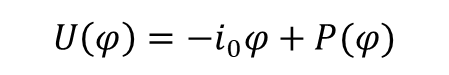 𝑈(𝜑) = −𝑖₀𝜑 + 𝑃(𝜑)